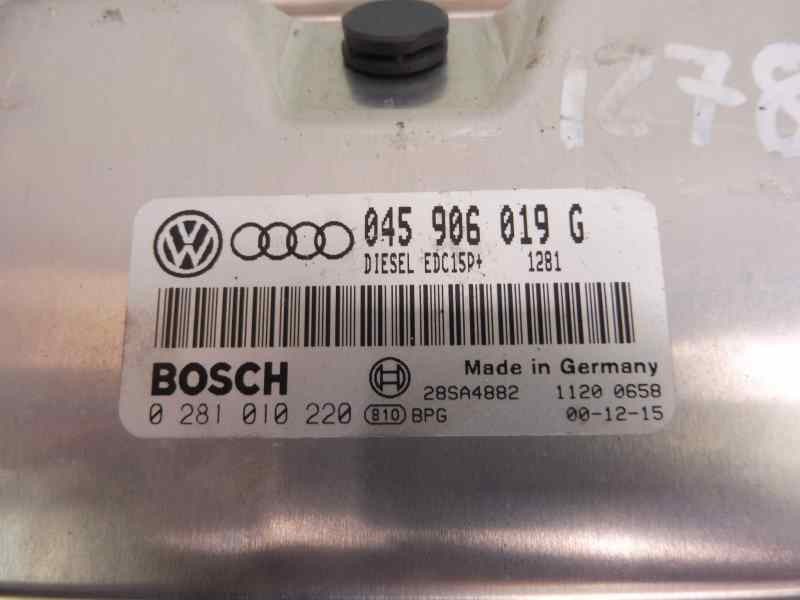 1278
VW
045 906 019 G
DIESEL EDC15P+ 1281
BOSCH
Made in Germany
28SA4882 1120 0658
0 281 010 220 810 BPG 00-12-15